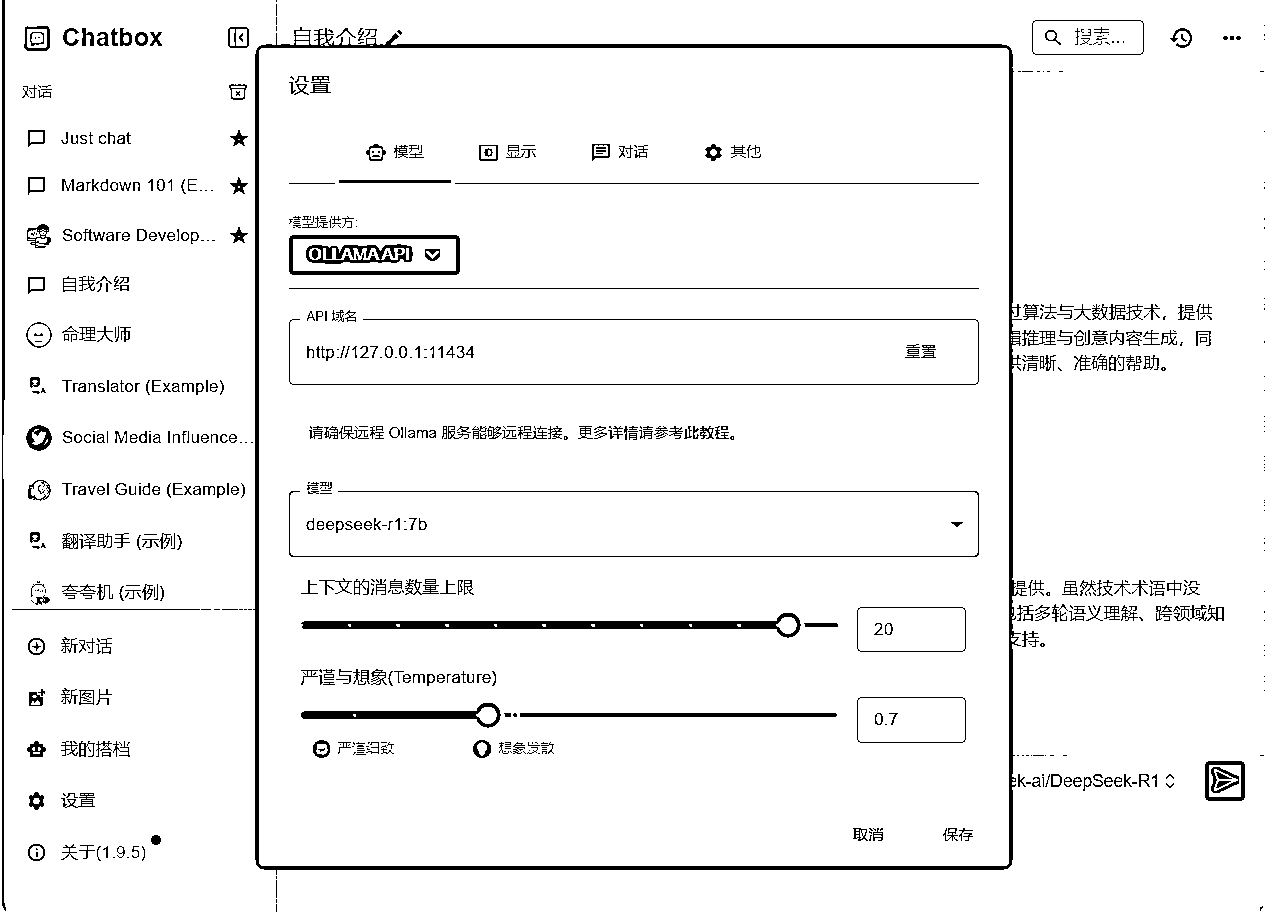 Chatbox
对话
Just chat
Markdown 101 (E...
Software Develop...
自我介绍
命理大师
Translator (Example)
Social Media Influence...
Travel Guide (Example)
翻译助手 (示例)
夸夸机 (示例)
新对话
新图片
我的搭档
设置
关于(1.9.5)
自我介绍
搜索...
设置
模型 显示 对话 其他
模型提供方:
OLLAMA API
API 域名
http://127.0.0.1:11434 重置
请确保远程 Ollama 服务能够远程连接。更多详情请参考此教程。
模型
deepseek-r1:7b
上下文的消息数量上限
20
严谨与想象(Temperature)
0.7
严谨细致 想象发散
取消 保存
算法与大数据技术，提供
推理与创意内容生成，同
供清晰、准确的帮助。
提供。虽然技术术语中没
包括多轮语义理解、跨领域知
支持。
ek-ai/DeepSeek-R1